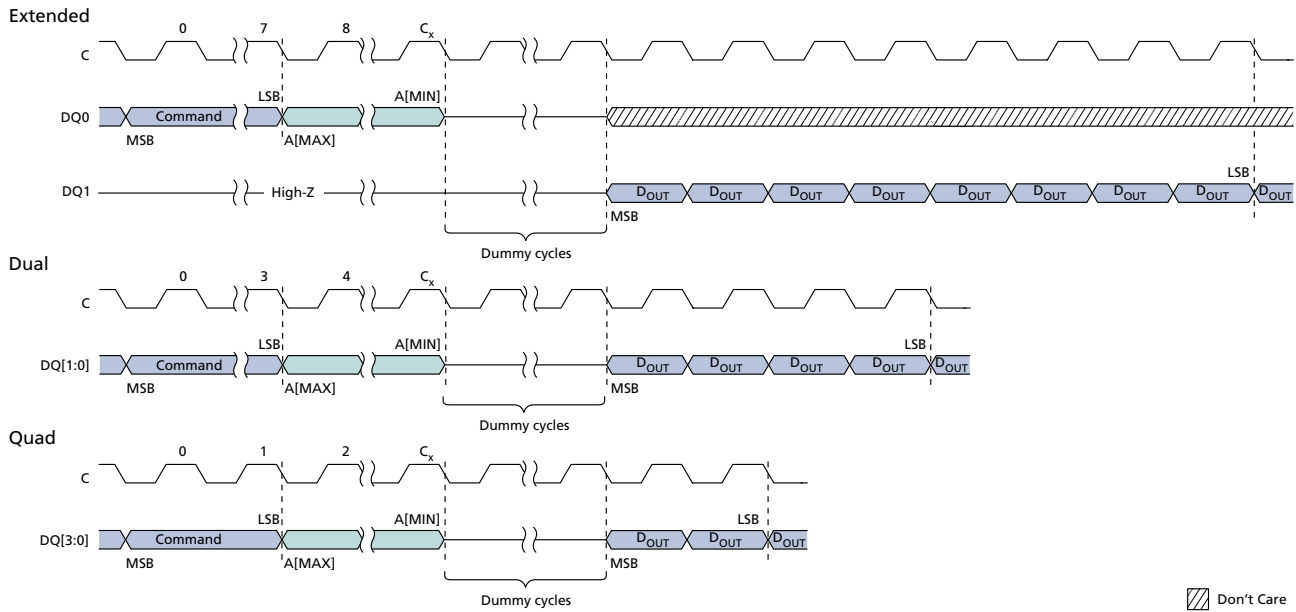 Extended
0 7 8 Cx
C
LSB A[MIN]
DQ0 Command
MSB A[MAX]
LSB
DQ1 High-Z DOUT DOUT DOUT DOUT DOUT DOUT DOUT DOUT DOUT
MSB
Dummy cycles
Dual
0 3 4 Cx
C
LSB A[MIN] LSB
DQ[1:0] Command DOUT DOUT DOUT DOUT DOUT
MSB A[MAX] MSB
Dummy cycles
Quad
0 1 2 Cx
C
LSB A[MIN] LSB
DQ[3:0] Command DOUT DOUT DOUT
MSB A[MAX] MSB
Dummy cycles
Don't Care